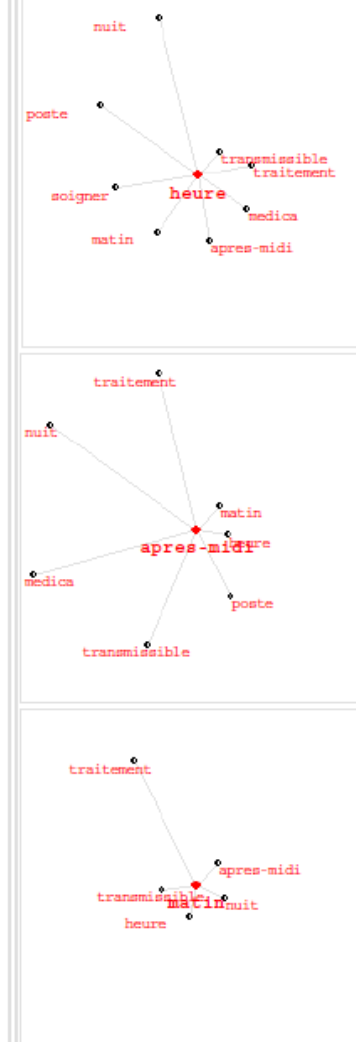 nuit
poste
transmissible
traitement
soigner
heure
medica
matin
apres-midi
traitement
nuit
matin
heure
apres-midi
medica
poste
transmissible
traitement
apres-midi
transmissible
matin
nuit
heure